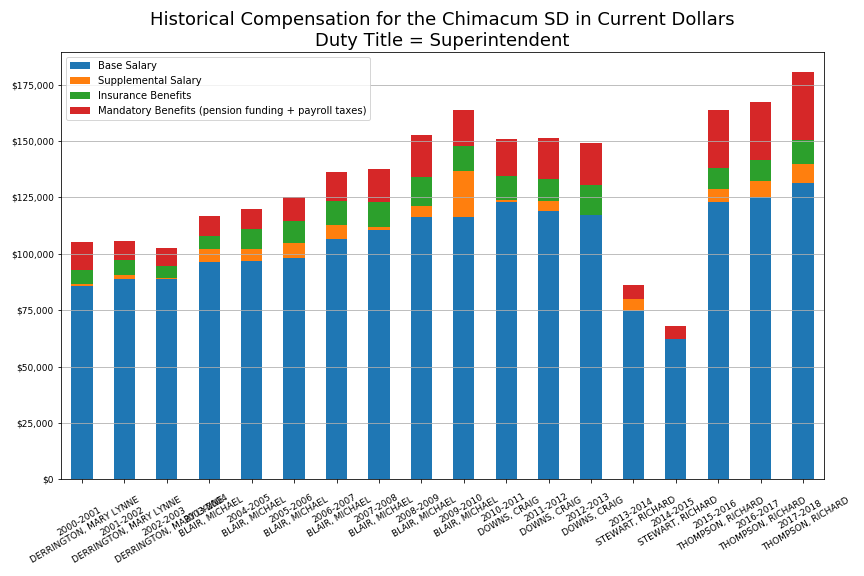 Historical Compensation for the Chimacum SD in Current Dollars
Duty Title = Superintendent
Base Salary
Supplemental Salary
Insurance Benefits
Mandatory Benefits (pension funding + payroll taxes)
$175,000
$150,000
$125,000
$100,000
$75,000
$50,000
$25,000
$0
2000-2001
DERRINGTON, MARY LYNNE
2001-2002
DERRINGTON, MARY LYNNE
2002-2003
DERRINGTON, MARY LYNNE
2003-2004
BLAIR, MICHAEL
2004-2005
BLAIR, MICHAEL
2005-2006
BLAIR, MICHAEL
2006-2007
BLAIR, MICHAEL
2007-2008
BLAIR, MICHAEL
2008-2009
BLAIR, MICHAEL
2009-2010
BLAIR, MICHAEL
2010-2011
DOWNS, CRAIG
2011-2012
DOWNS, CRAIG
2012-2013
DOWNS, CRAIG
2013-2014
STEWART, RICHARD
2014-2015
STEWART, RICHARD
2015-2016
THOMPSON, RICHARD
2016-2017
THOMPSON, RICHARD
2017-2018
THOMPSON, RICHARD